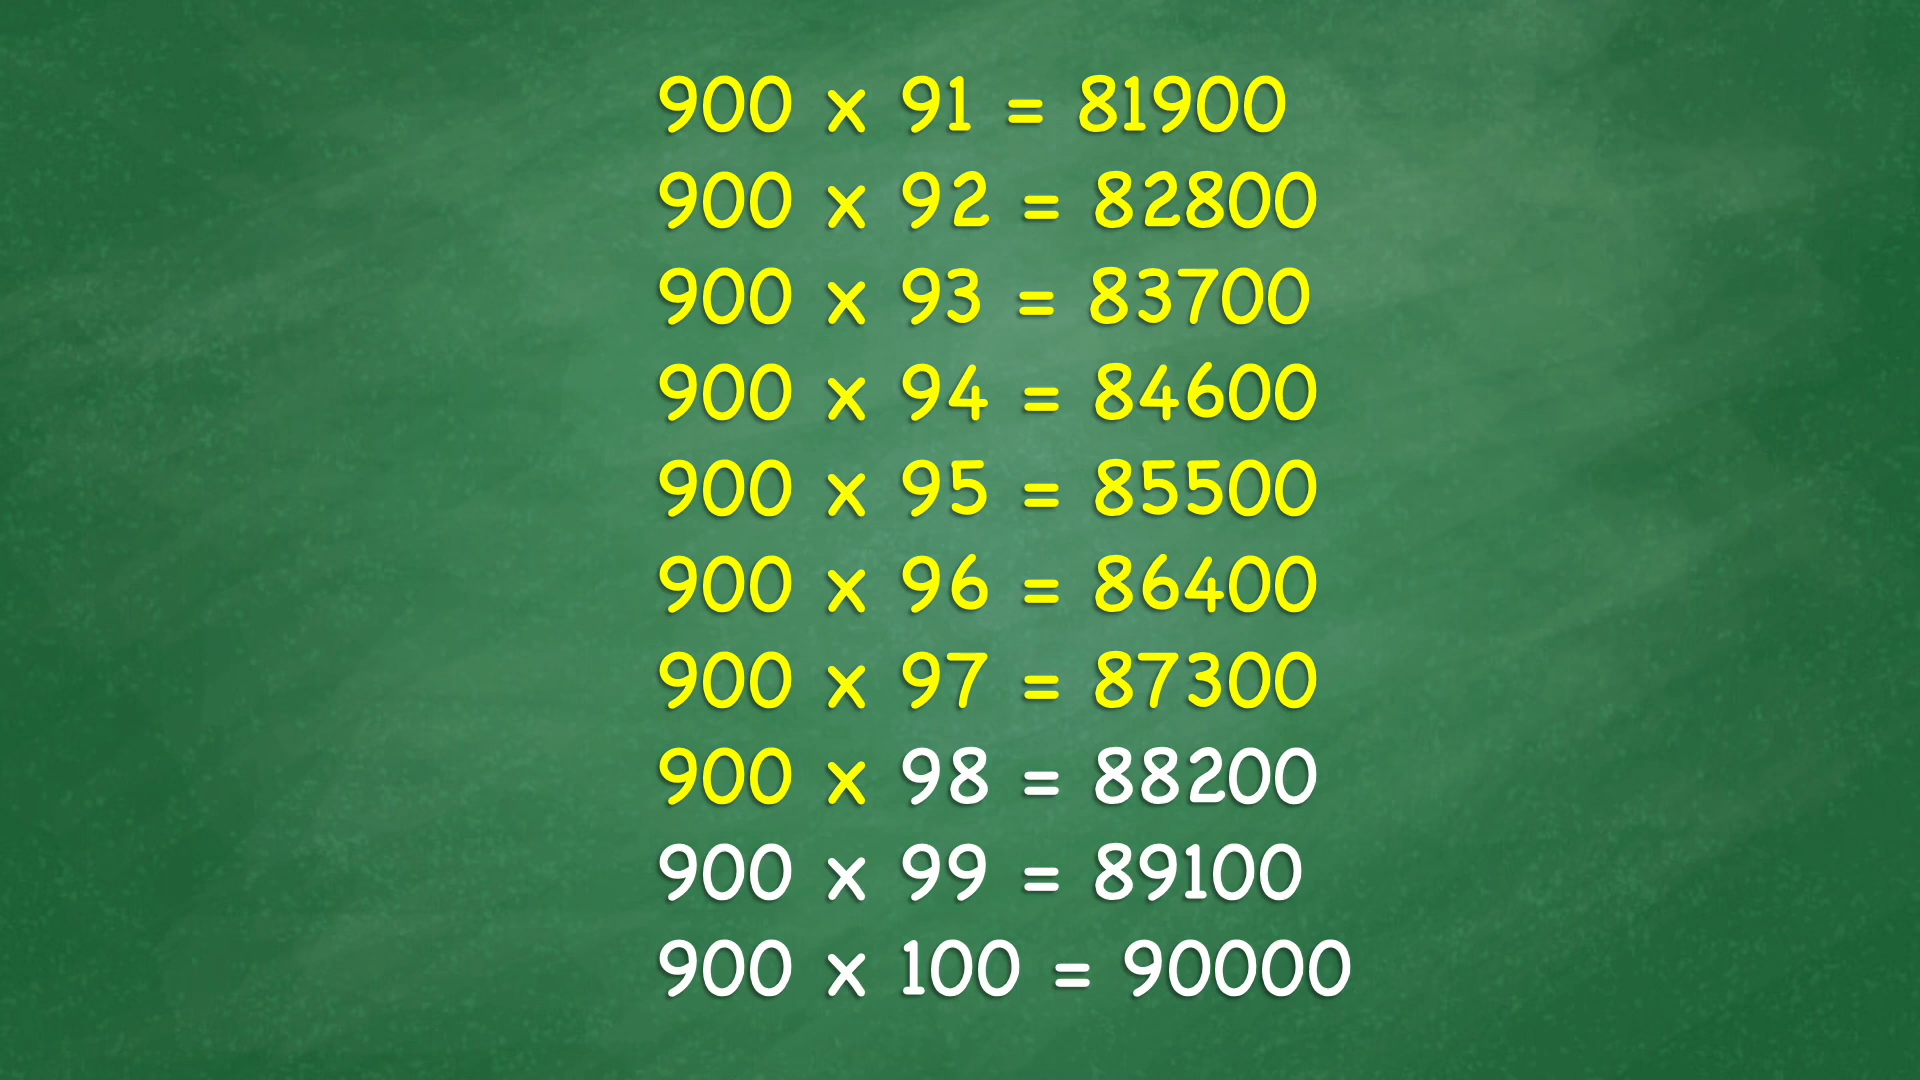 900 x 91 = 81900
900 x 92 = 82800
900 x 93 = 83700
900 x 94 = 84600
900 x 95 = 85500
900 x 96 = 86400
900 x 97 = 87300
900 x 98 = 88200
900 x 99 = 89100
900 x 100 = 90000